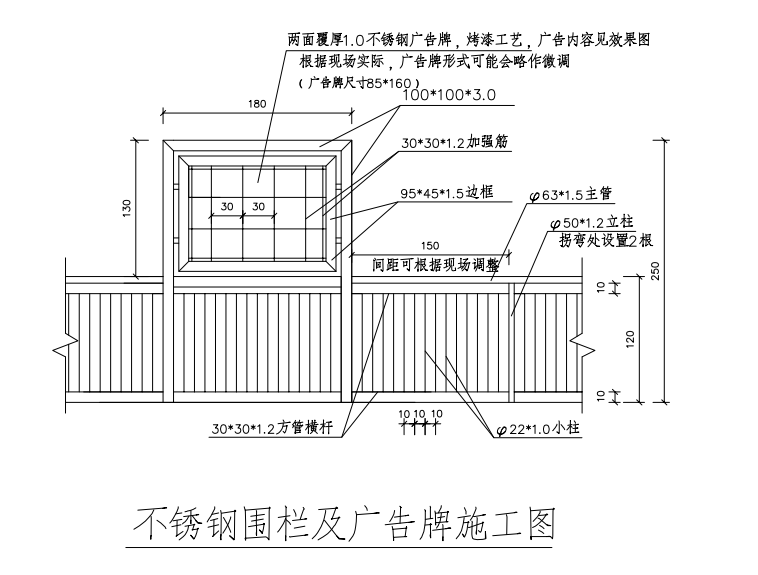 两面覆厚1.0不锈钢广告牌，烤漆工艺，广告内容见效果图
根据现场实际，广告牌形式可能会略作微调
（广告牌尺寸85*160）
180
100*100*3.0
30*30*1.2加强筋
130
95*45*1.5边框
φ63*1.5主管
30 30
φ50*1.2立柱
拐弯处设置2根
150
间距可根据现场调整
250
10
120
10
10 10 10
30*30*1.2方管横杆
φ22*1.0小柱
不锈钢围栏及广告牌施工图